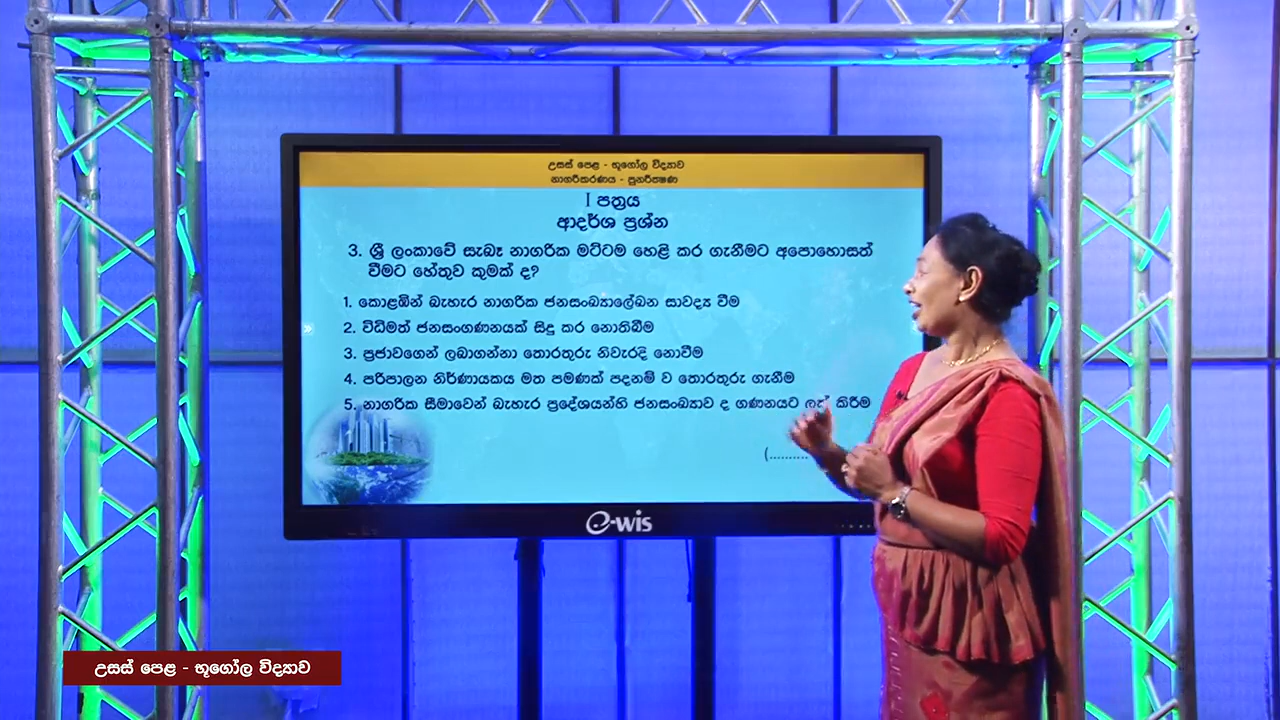 උසස් පෙළ - භූගෝල විද්‍යාව
නාගරීකරණය - පුනරීක්ෂණ
I පත්‍රය
ආදර්ශ ප්‍රශ්න
3. ශ්‍රී ලංකාවේ සැබෑ නාගරික මට්ටම හෙළි කර ගැනීමට අපොහොසත්
වීමට හේතුව කුමක් ද?
1. කොළඹින් බැහැර නාගරික ජනසංඛ්‍යාලේඛන සාවද්‍ය වීම
2. විධිමත් ජනසංගණනයක් සිදු කර නොතිබීම
3. ප්‍රජාවගෙන් ලබාගන්නා තොරතුරු නිවැරදි නොවීම
4. පරිපාලන නිර්ණායකය මත පමණක් පදනම් ව තොරතුරු ගැනීම
5. නාගරික සීමාවෙන් බැහැර ප්‍රදේශයන්හි ජනසංඛ්‍යාව ද ගණනයට ලක් කිරීම
(..........
e-wis
උසස් පෙළ - භූගෝල විද්‍යාව